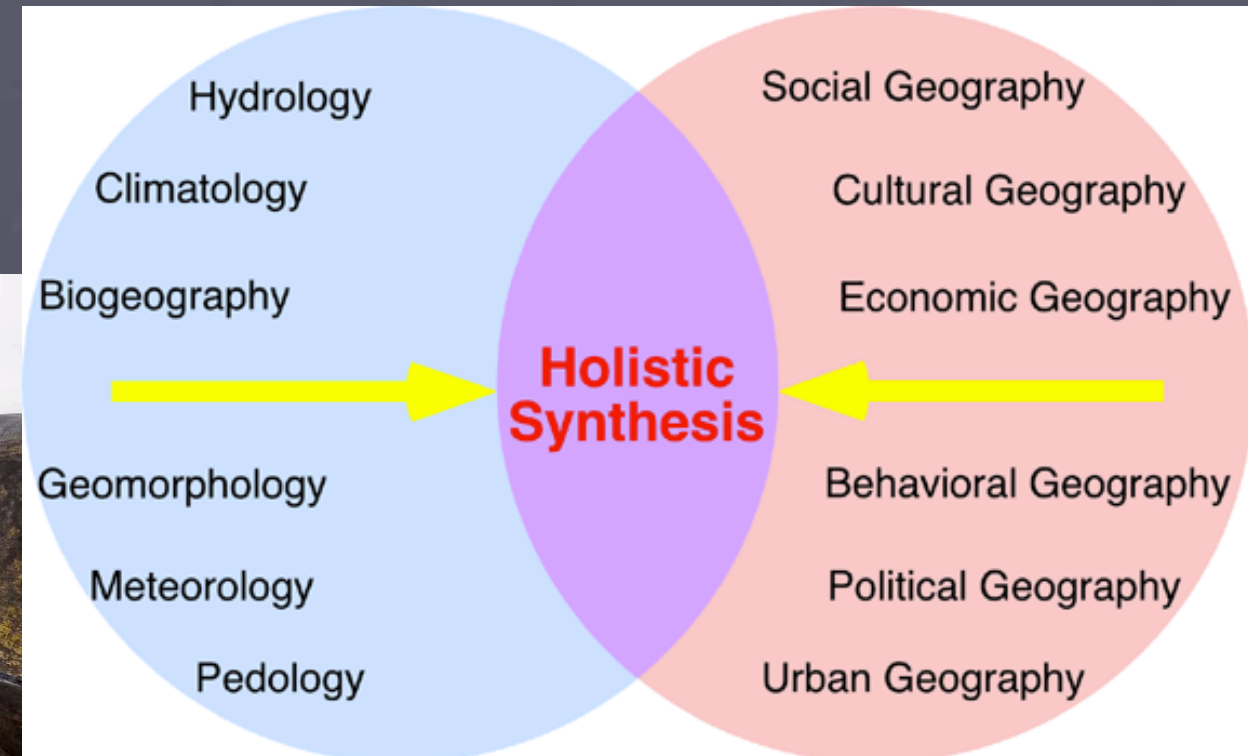 Hydrology
Climatology
Biogeography
Geomorphology
Meteorology
Pedology
Holistic
Synthesis
Social Geography
Cultural Geography
Economic Geography
Behavioral Geography
Political Geography
Urban Geography